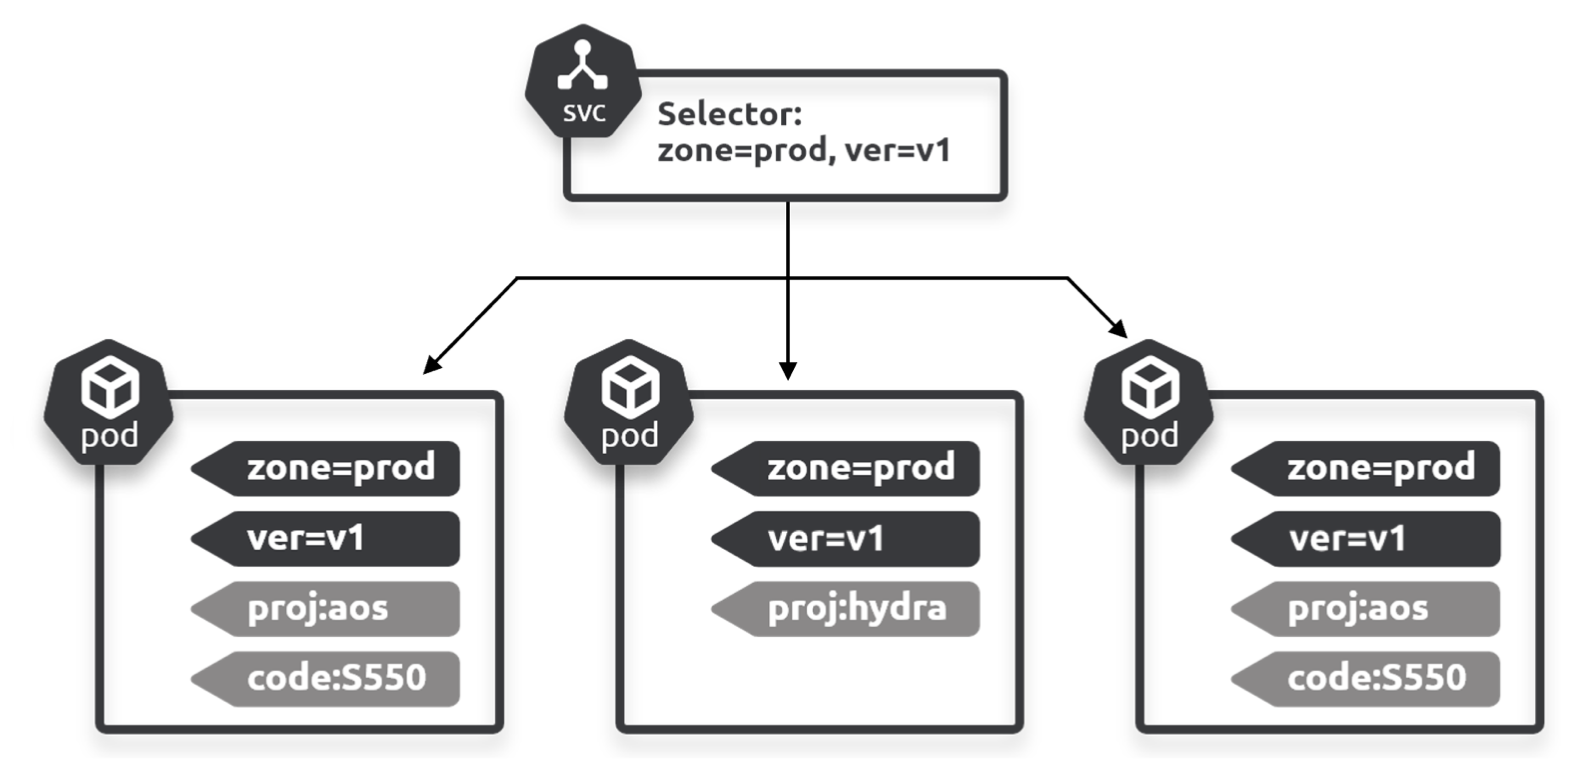 svc
Selector:
zone=prod, ver=v1
pod
zone=prod
ver=v1
proj:aos
code:S550
pod
zone=prod
ver=v1
proj:hydra
pod
zone=prod
ver=v1
proj:aos
code:S550